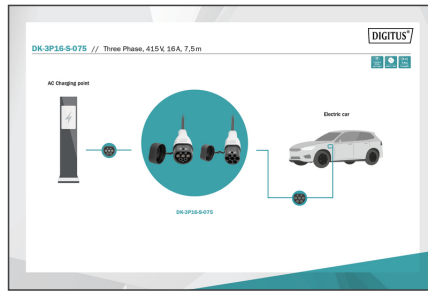 DIGITUS®
DK-3P16-S-075 // Three Phase, 415 V, 16 A, 7,5 m
AC Charging point
Electric car
DK-3P16-S-075